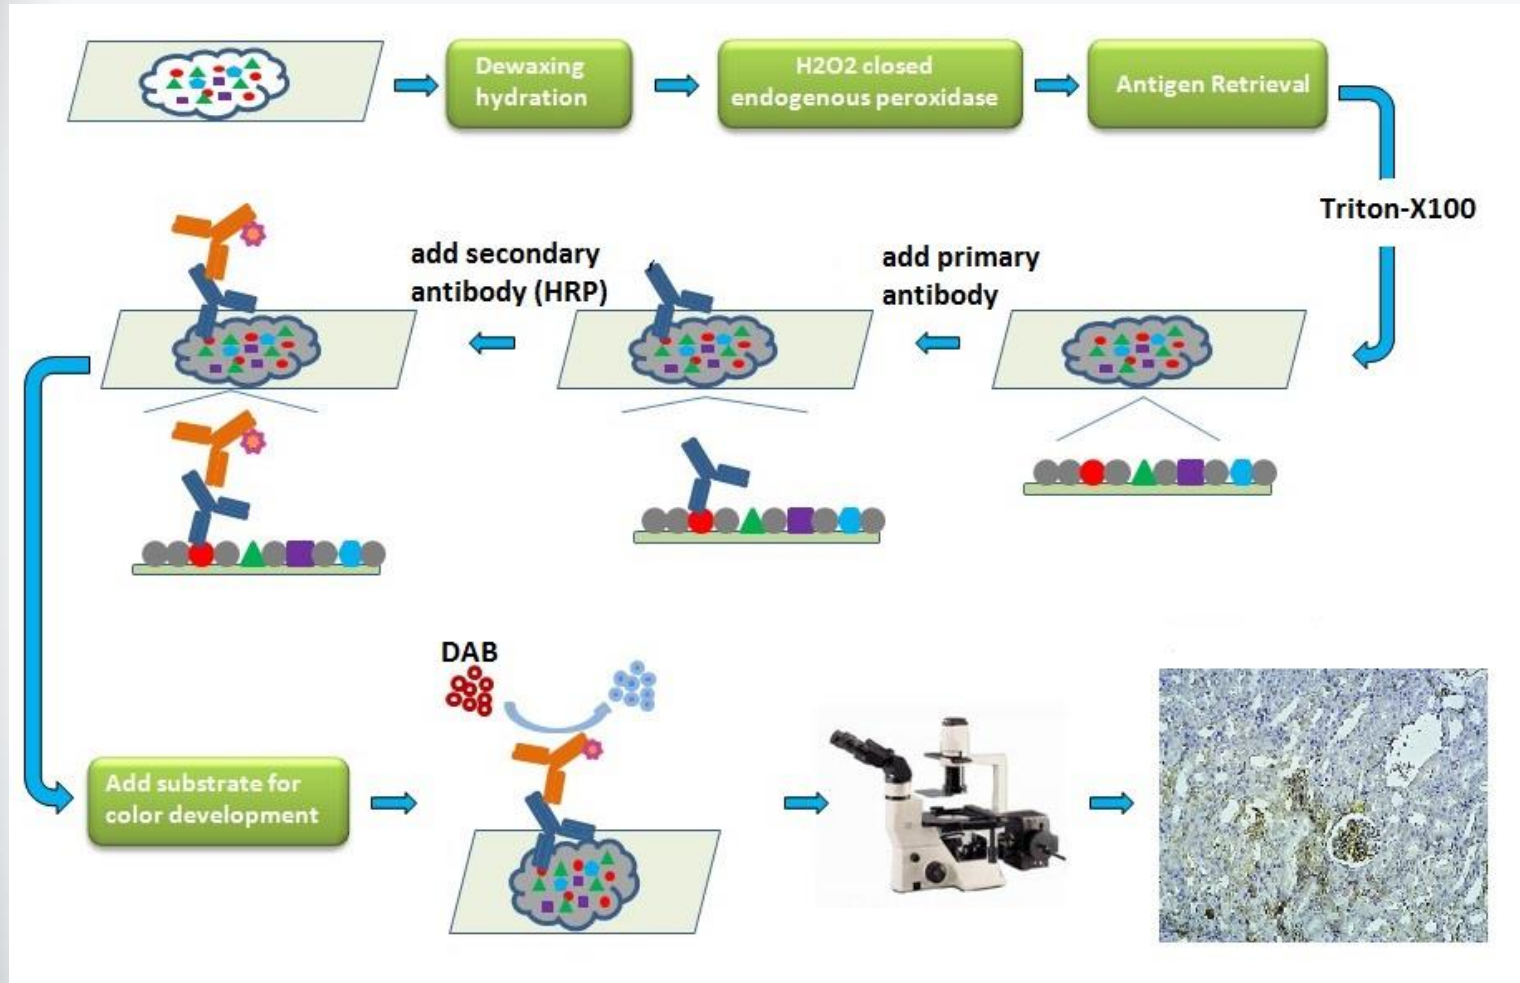 Dewaxing
hydration
H2O2 closed
endogenous peroxidase
Antigen Retrieval
Triton-X100
add primary
antibody
add secondary
antibody (HRP)
Add substrate for
color development
DAB